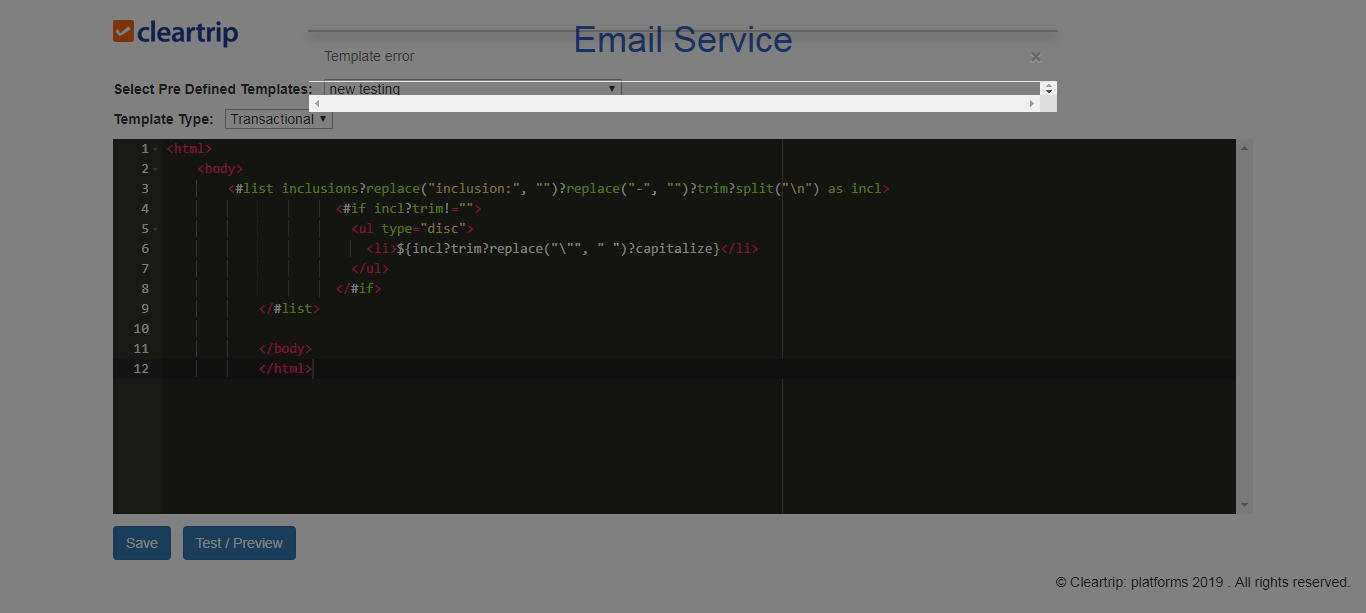 cleartrip
Email Service
Template error ×
Select Pre Defined Templates: new testing
Template Type: Transactional
1 <html>
2 <body>
3 <#list inclusions?replace("inclusion:", "")?replace("-", "")?trim?split("\n") as incl>
4 <#if incl?trim!="">
5 <ul type="disc">
6 <li>${incl?trim?replace("\"", " ")?capitalize}</li>
7 </ul>
8 </#if>
9 </#list>
10
11 </body>
12 </html>
Save Test / Preview
© Cleartrip: platforms 2019 . All rights reserved.